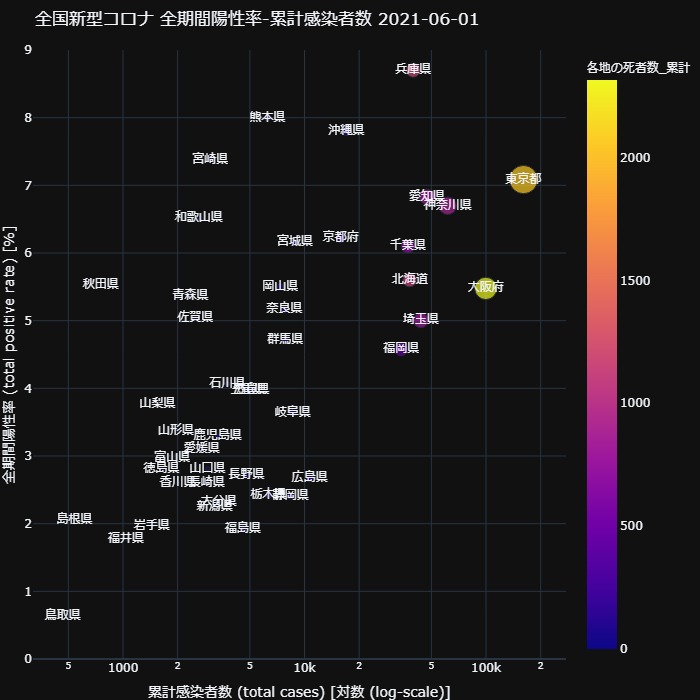 全国新型コロナ 全期間陽性率-累計感染者数 2021-06-01
各地の死者数_累計
2000
1500
1000
500
0
全期間陽性率 (total positive rate) [%]
9
8
7
6
5
4
3
2
1
0
兵庫県
熊本県
沖縄県
宮崎県
東京都
愛知県
神奈川県
和歌山県
宮城県
京都府
千葉県
秋田県
岡山県
北海道
大阪府
青森県
奈良県
佐賀県
埼玉県
群馬県
福岡県
石川県
山梨県
岐阜県
山形県
鹿児島県
愛媛県
富山県
徳島県
山口県
長野県
広島県
香川県
長崎県
栃木県
静岡県
大分県
新潟県
島根県
岩手県
福島県
福井県
鳥取県
5
1000
2
5
10k
2
5
100k
2
累計感染者数 (total cases) [対数 (log-scale)]